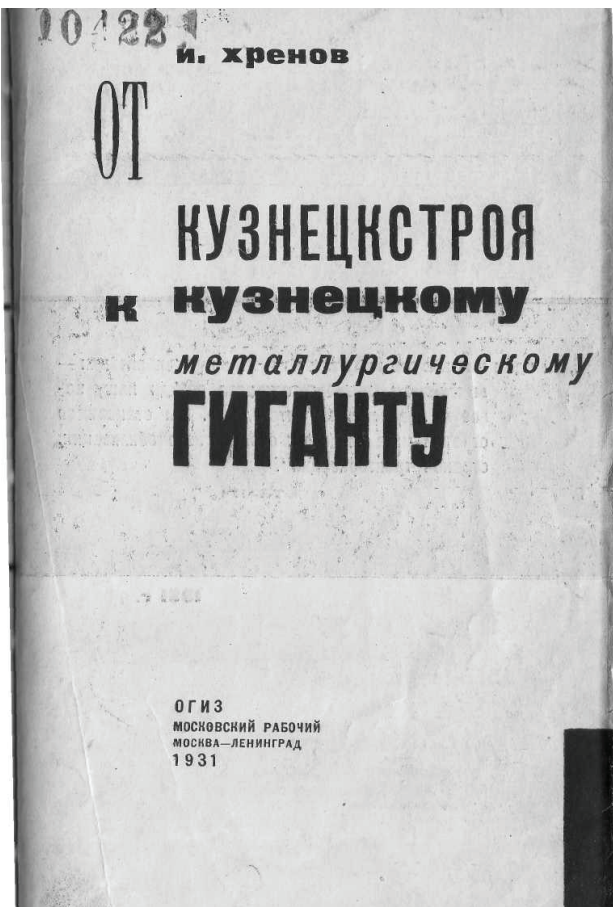 10422
и. хренов
ОТ
КУЗНЕЦКСТРОЯ
к кузнецкому
металлургическому
ГИГАНТУ
ОГИЗ
МОСКОВСКИЙ РАБОЧИЙ
МОСКВА—ЛЕНИНГРАД
1931